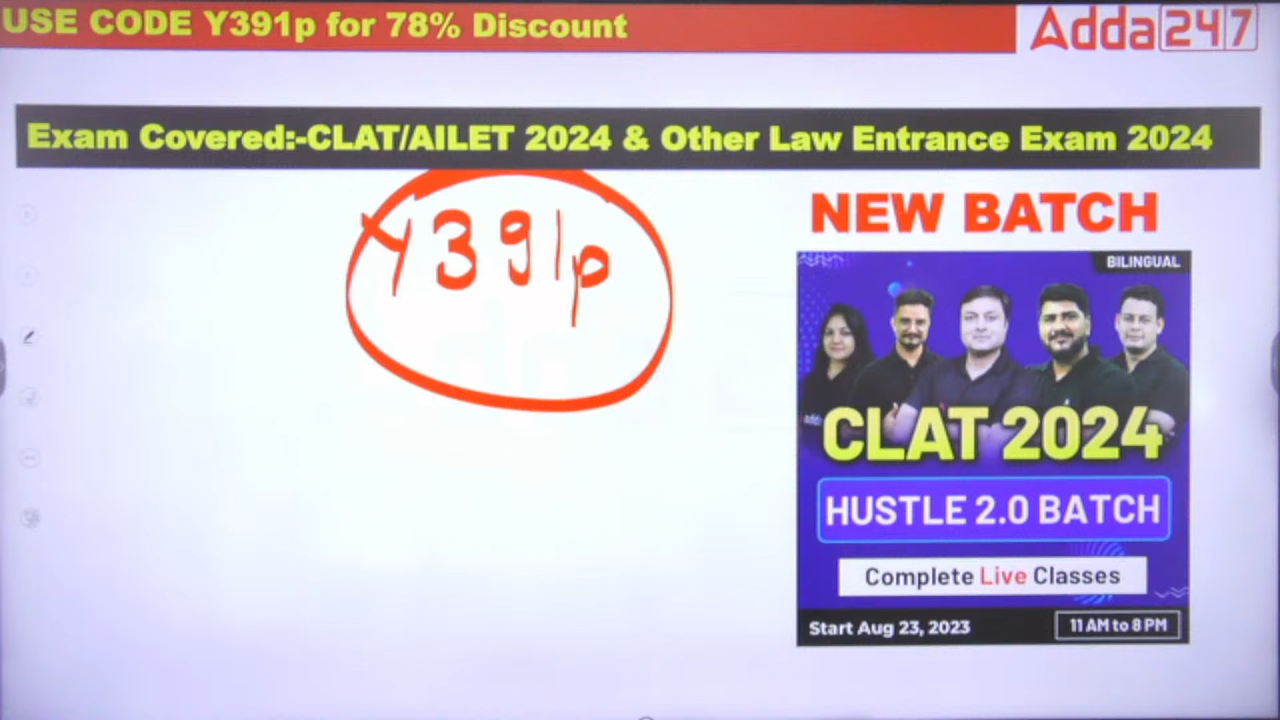 USE CODE Y391p for 78% Discount
Adda247
Exam Covered:-CLAT/AILET 2024 & Other Law Entrance Exam 2024
Y391p
NEW BATCH
BILINGUAL
CLAT 2024
HUSTLE 2.0 BATCH
Complete Live Classes
Start Aug 23, 2023
11 AM to 8 PM